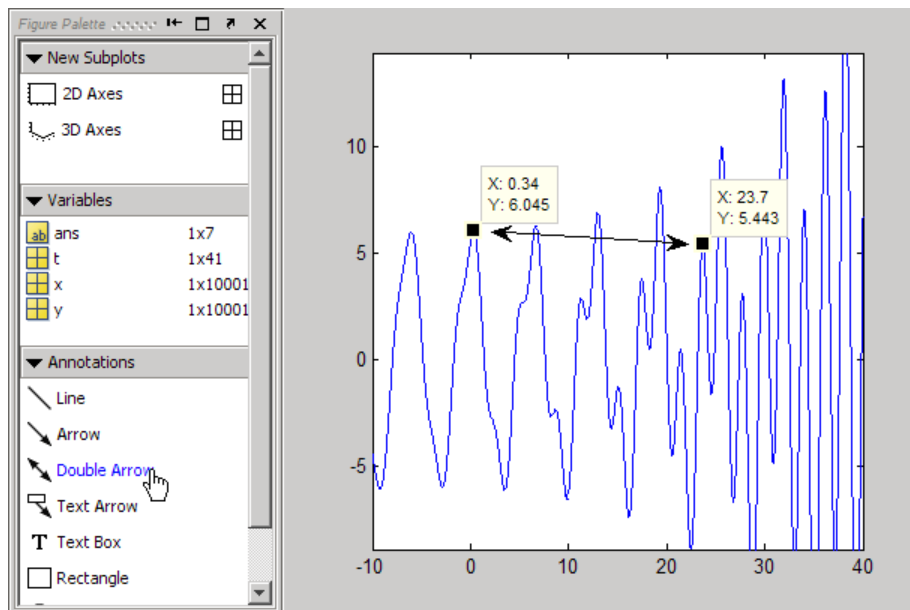 Figure Palette
New Subplots
2D Axes
3D Axes
Variables
ab ans 1x7
t 1x41
x 1x10001
y 1x10001
Annotations
Line
Arrow
Double Arrow
Text Arrow
T Text Box
Rectangle
X: 0.34
Y: 6.045
X: 23.7
Y: 5.443
10
5
0
-5
-10 0 10 20 30 40